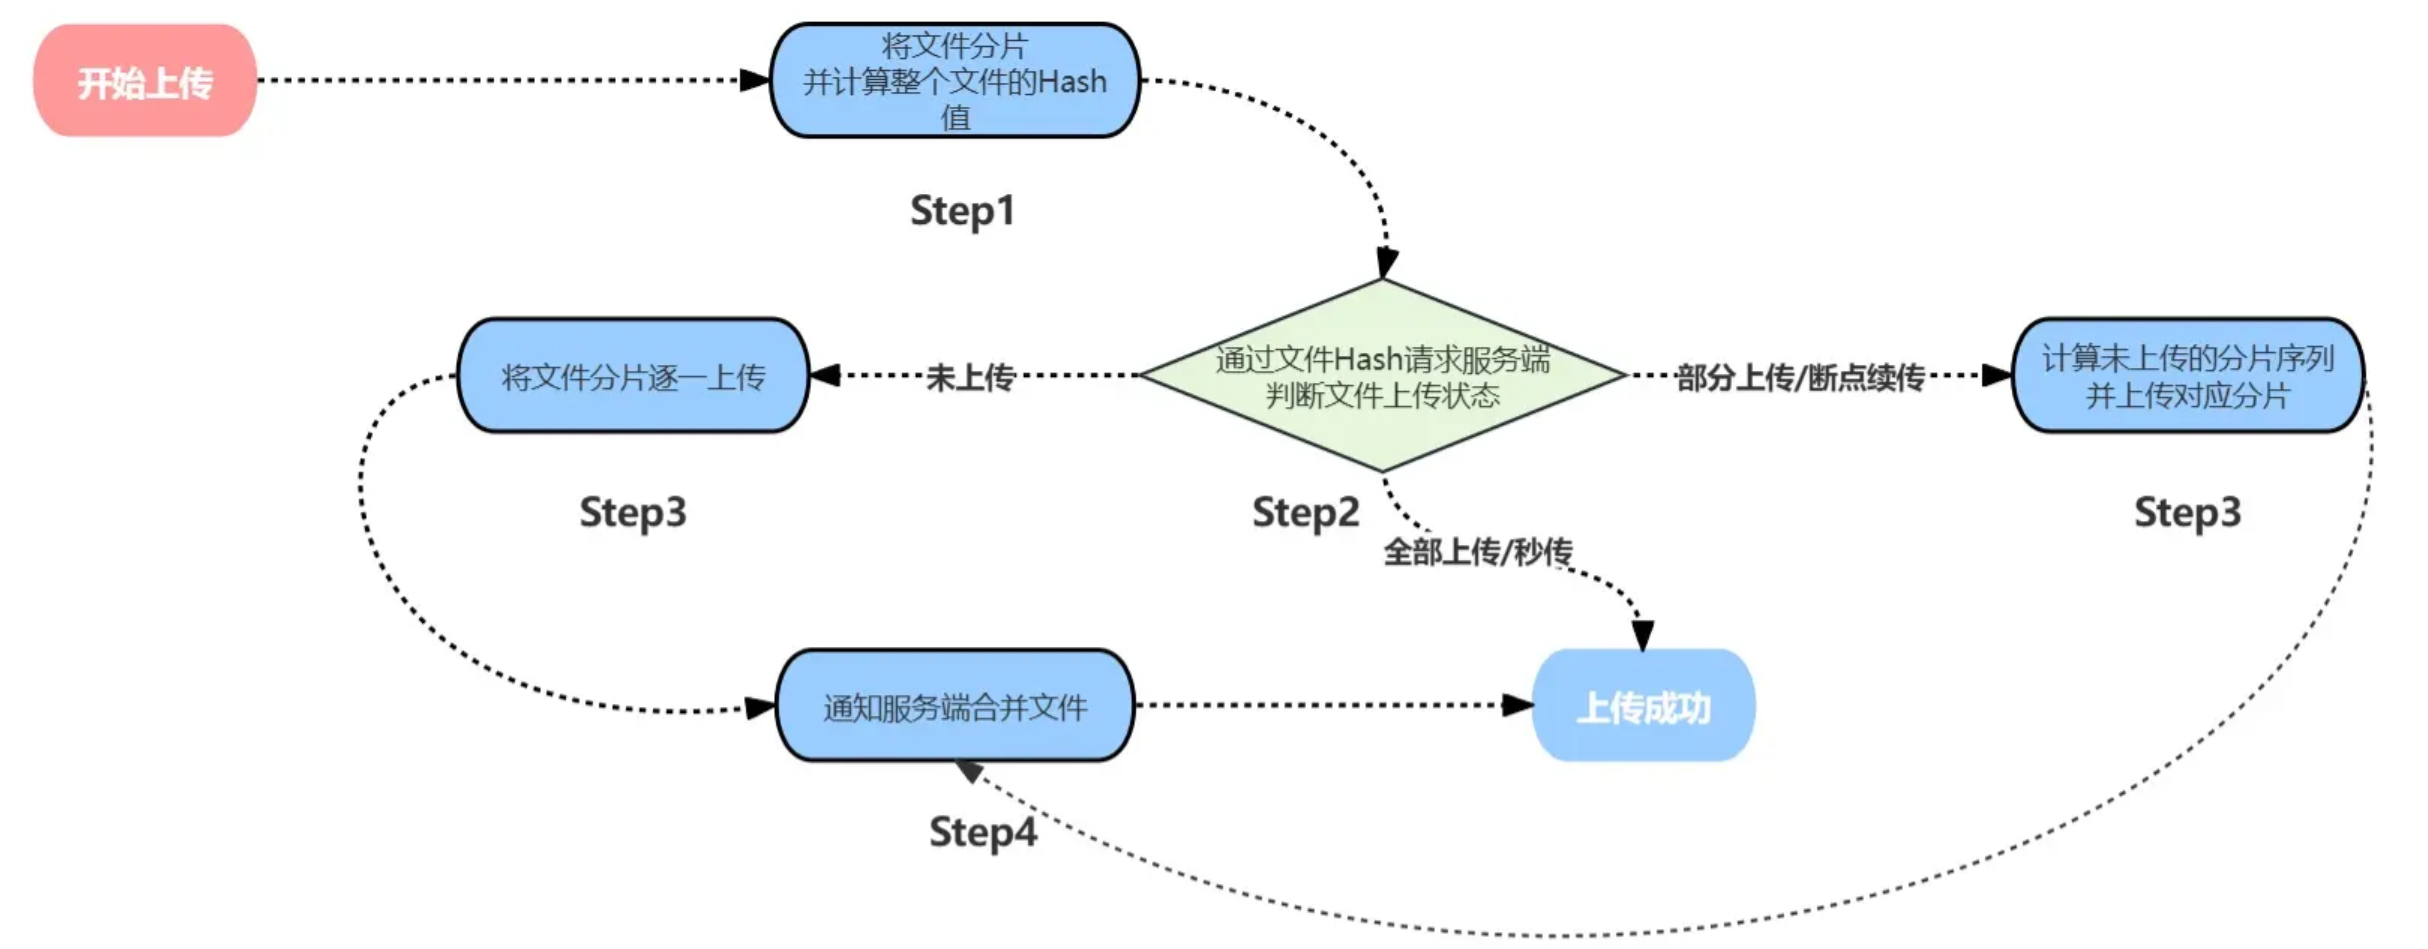 开始上传
将文件分片
并计算整个文件的Hash
值
Step1
通过文件Hash请求服务端
判断文件上传状态
Step2
未上传
将文件分片逐一上传
Step3
部分上传/断点续传
计算未上传的分片序列
并上传对应分片
Step3
全部上传/秒传
通知服务端合并文件
Step4
上传成功